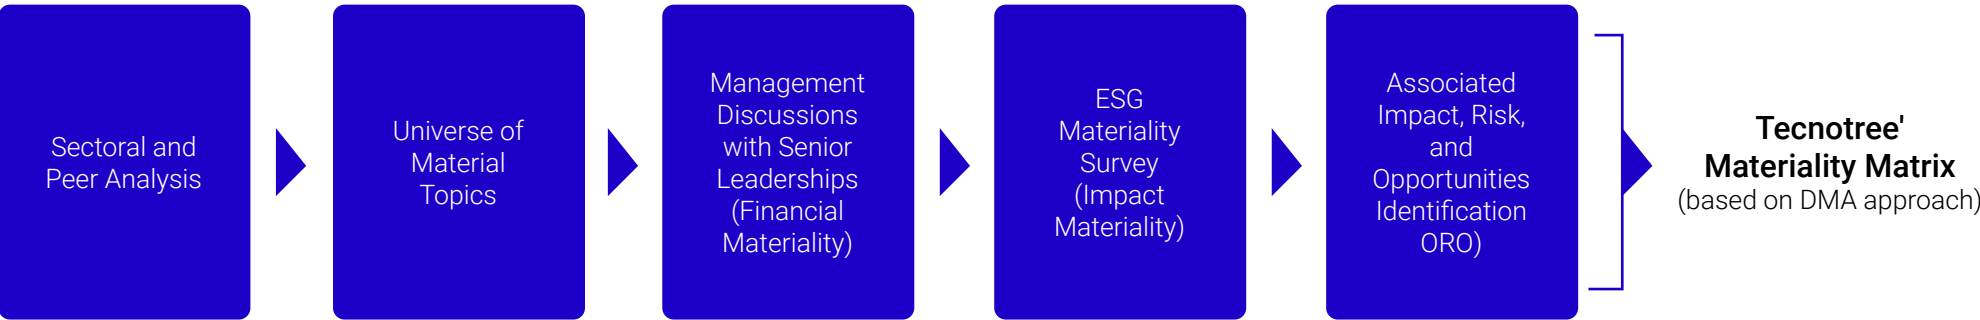 Sectoral and
Peer Analysis
Universe of
Material
Topics
Management
Discussions
with Senior
Leaderships
(Financial
Materiality)
ESG
Materiality
Survey
(Impact
Materiality)
Associated
Impact, Risk,
and
Opportunities
Identification
ORO)
Tecnotree'
Materiality Matrix
(based on DMA approach)